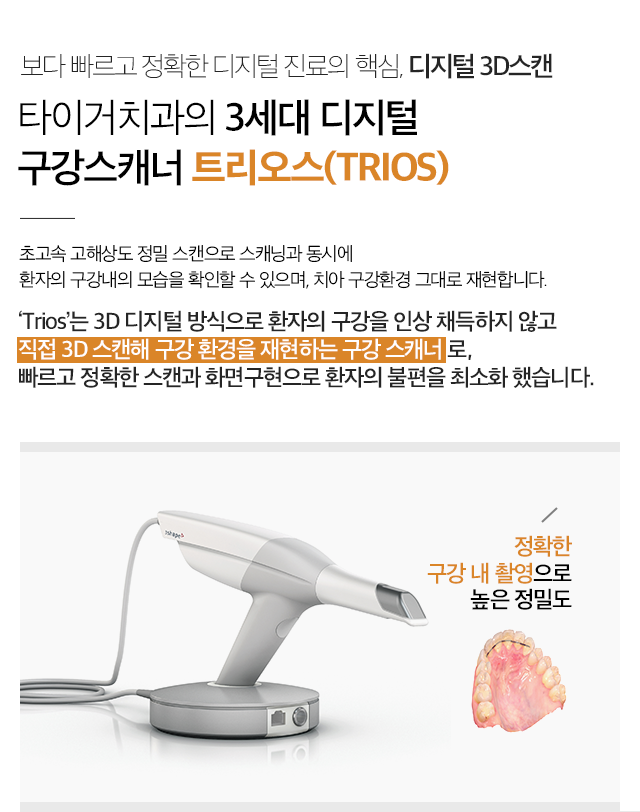 보다 빠르고 정확한 디지털 진료의 핵심, 디지털 3D스캔
타이거치과의 3세대 디지털
구강스캐너 트리오스(TRIOS)
초고속 고해상도 정밀 스캔으로 스캐닝과 동시에
환자의 구강내의 모습을 확인할 수 있으며, 치아 구강환경 그대로 재현합니다.
‘Trios’는 3D 디지털 방식으로 환자의 구강을 인상 채득하지 않고
직접 3D 스캔해 구강 환경을 재현하는 구강 스캐너로,
빠르고 정확한 스캔과 화면구현으로 환자의 불편을 최소화 했습니다.
3shape
정확한
구강 내 촬영으로
높은 정밀도